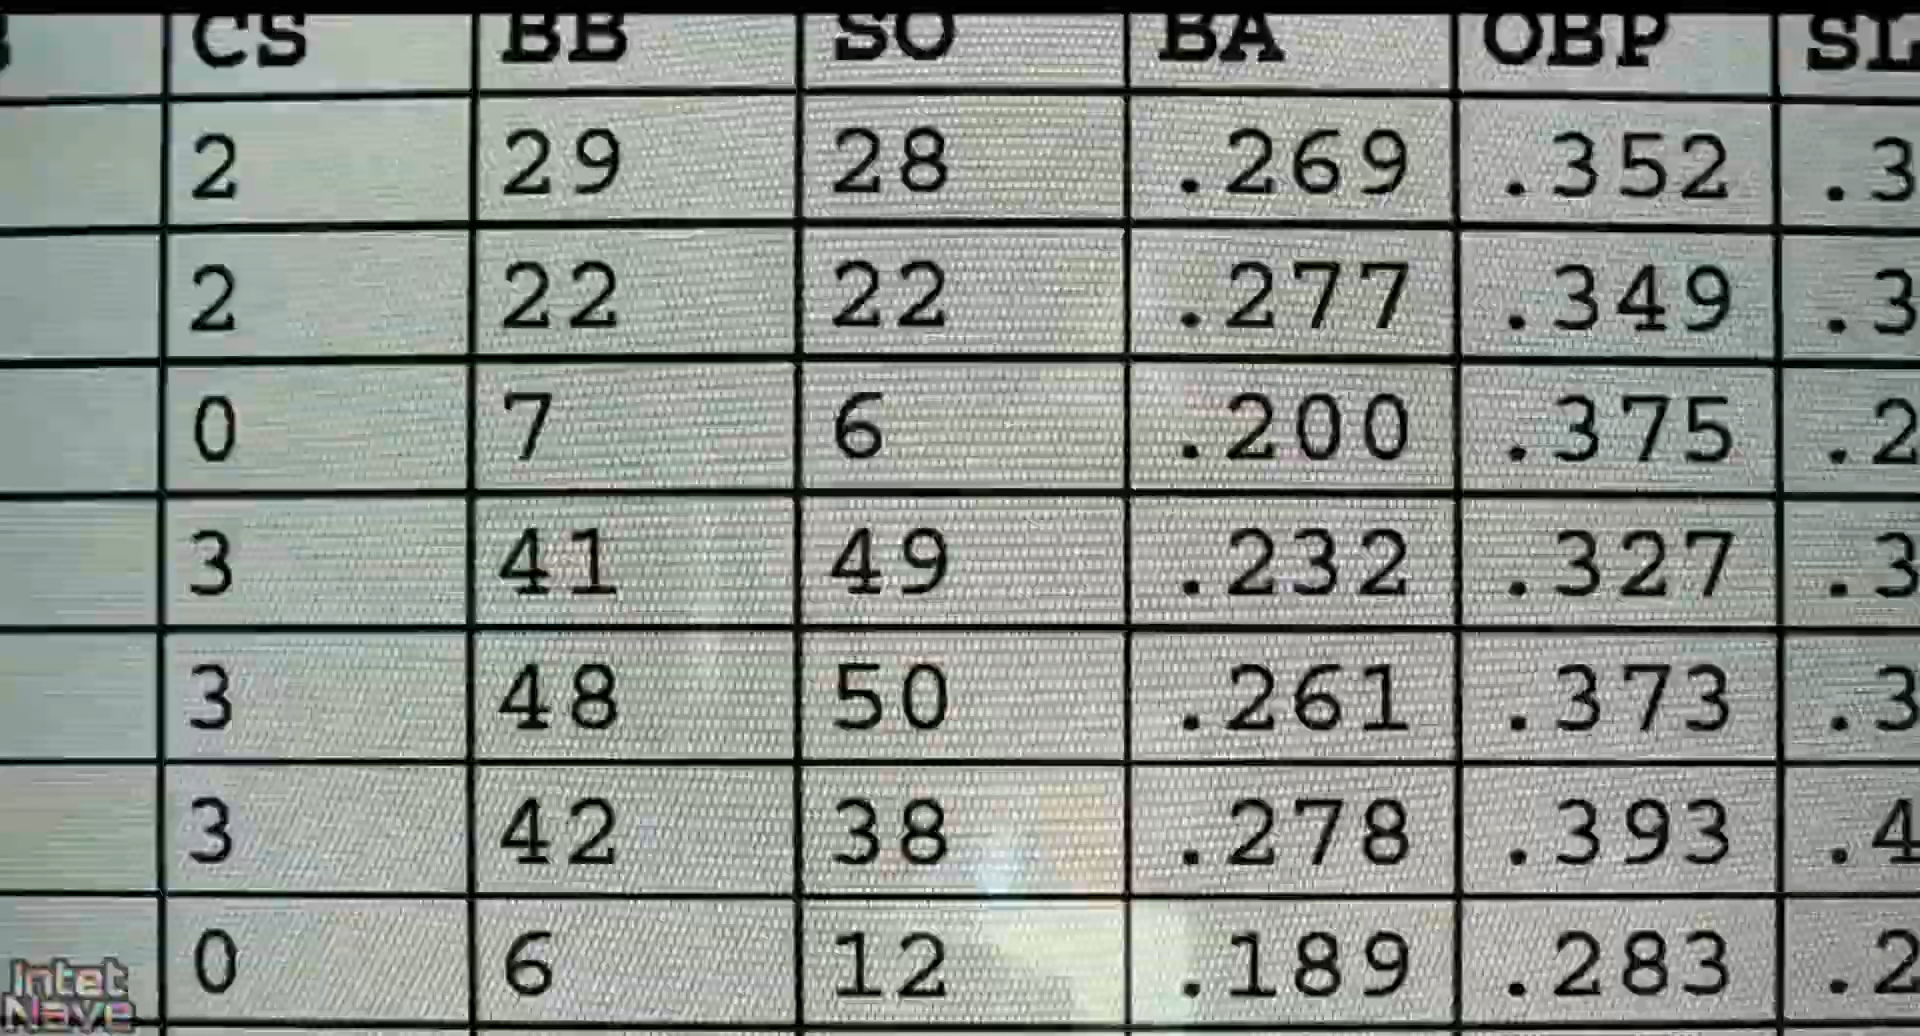 CS BB SO BA OBP SL
2 29 28 .269 .352 .3
2 22 22 .277 .349 .3
0 7 6 .200 .375 .2
3 41 49 .232 .327 .3
3 48 50 .261 .373 .3
3 42 38 .278 .393 .4
0 6 12 .189 .283 .2
Intet
Nave